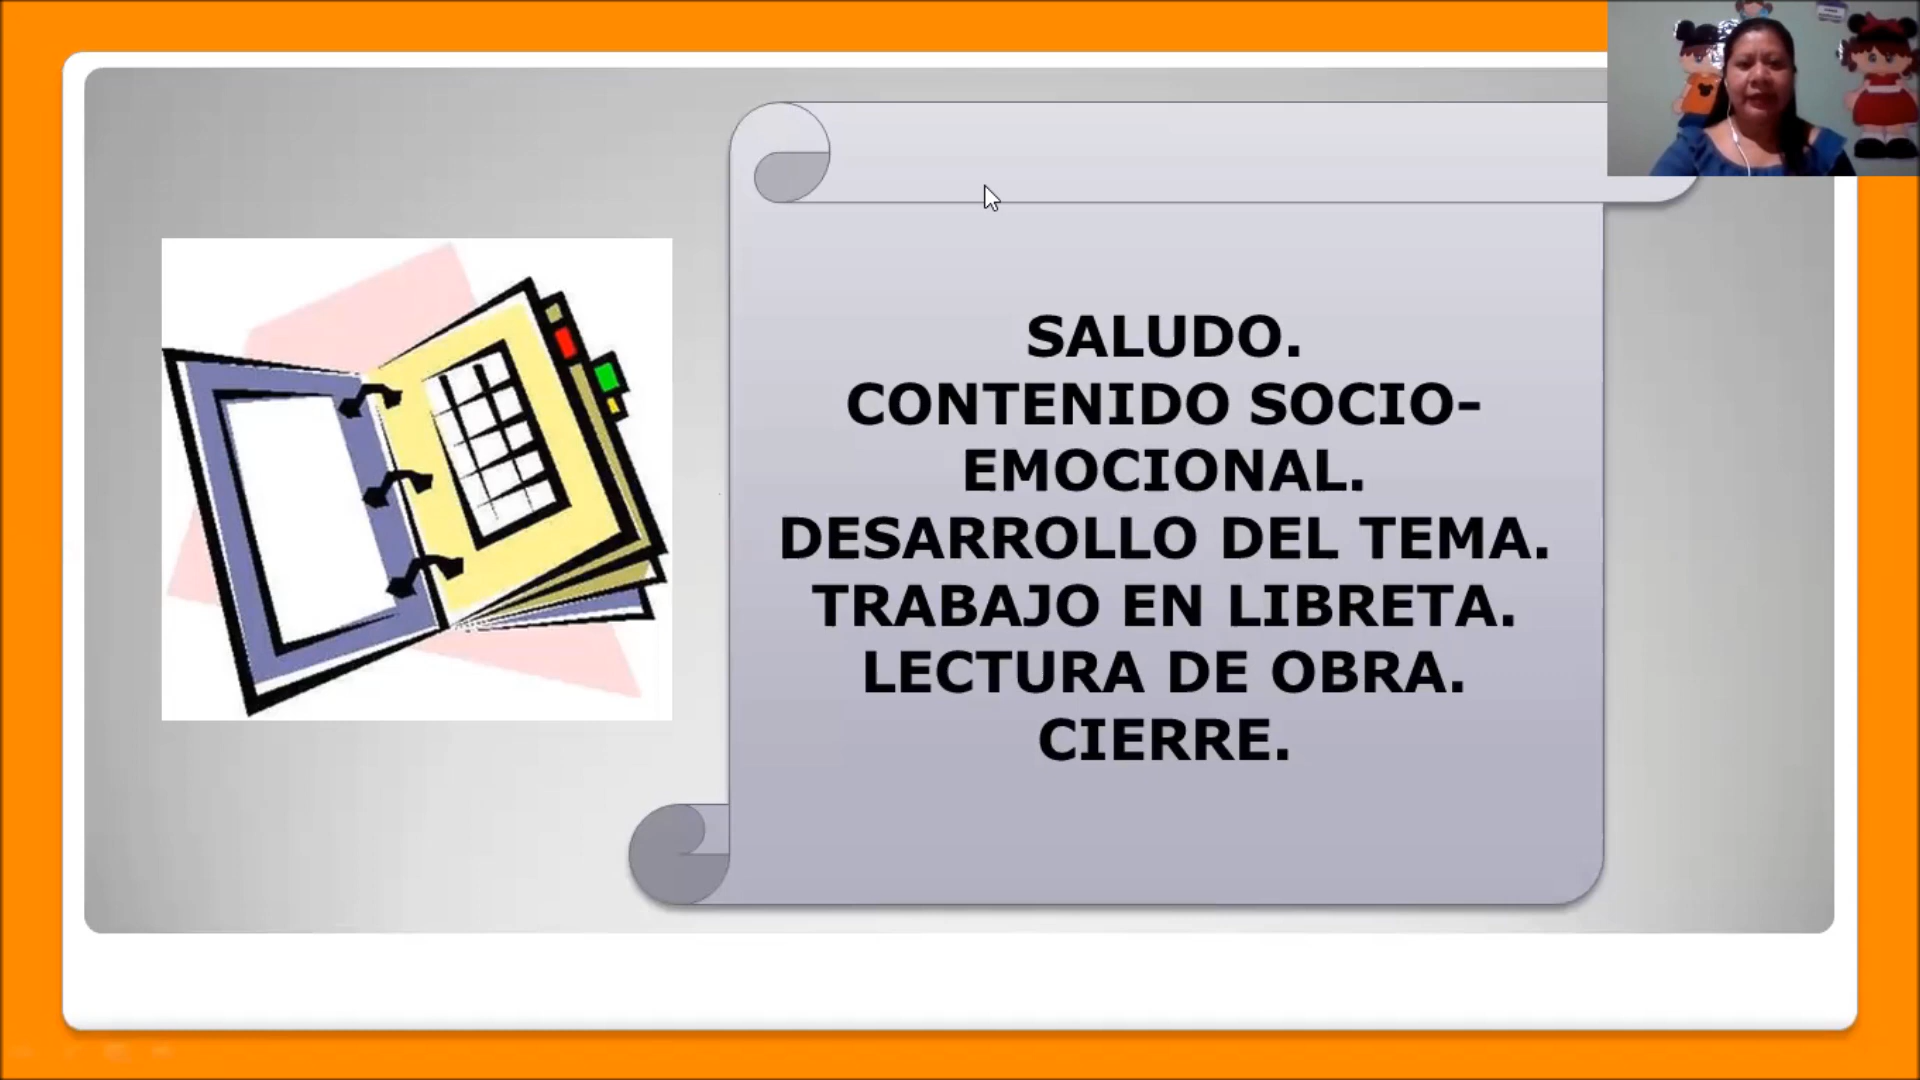 SALUDO.
CONTENIDO SOCIO-
EMOCIONAL.
DESARROLLO DEL TEMA.
TRABAJO EN LIBRETA.
LECTURA DE OBRA.
CIERRE.